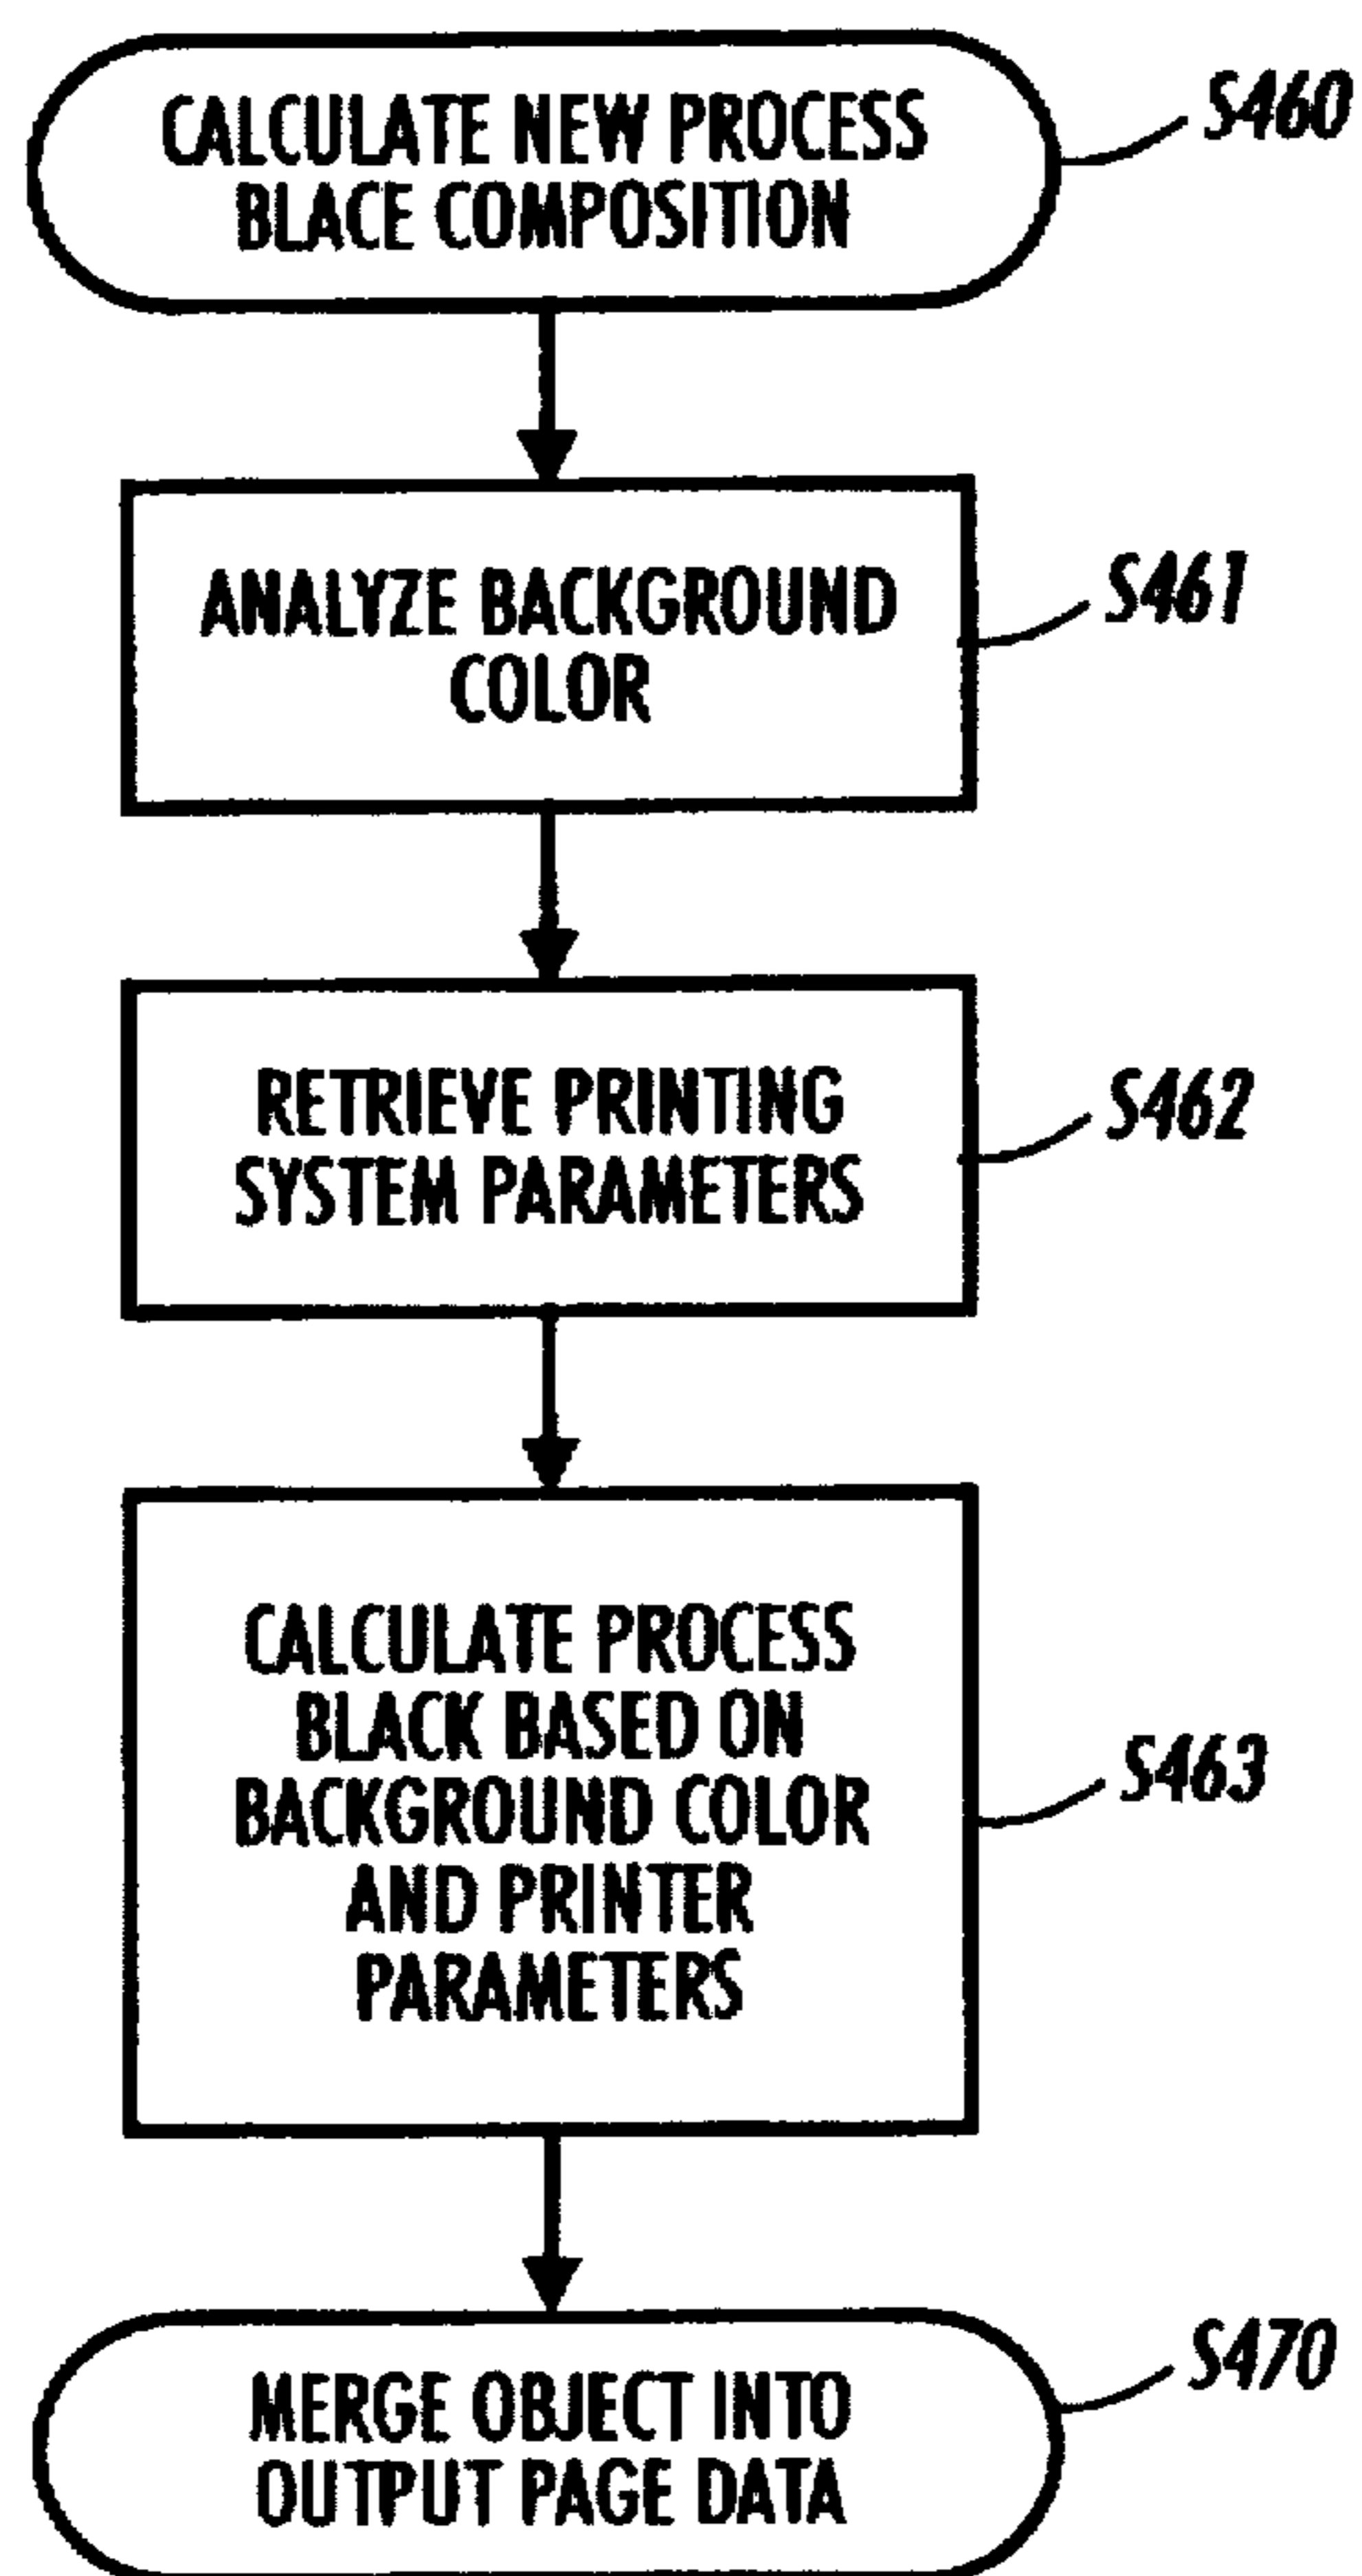 CALCULATE NEW PROCESS
BLACE COMPOSITION
S460
ANALYZE BACKGROUND
COLOR
S461
RETRIEVE PRINTING
SYSTEM PARAMETERS
S462
CALCULATE PROCESS
BLACK BASED ON
BACKGROUND COLOR
AND PRINTER
PARAMETERS
S463
MERGE OBJECT INTO
OUTPUT PAGE DATA
S470